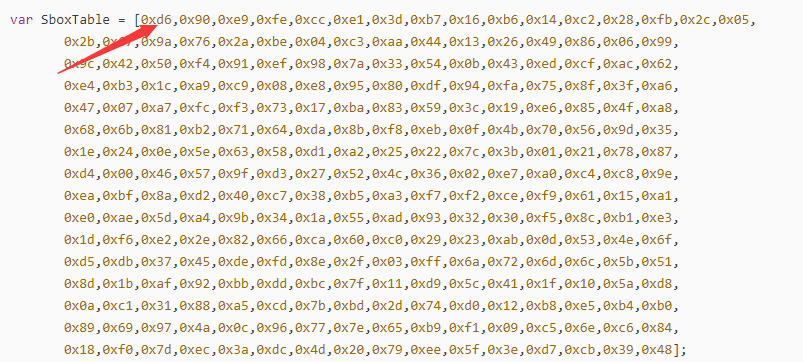 var SboxTable = [0xd6,0x90,0xe9,0xfe,0xcc,0xe1,0x3d,0xb7,0x16,0xb6,0x14,0xc2,0x28,0xfb,0x2c,0x05,
0x2b,0x67,0x9a,0x76,0x2a,0xbe,0x04,0xc3,0xaa,0x44,0x13,0x26,0x49,0x86,0x06,0x99,
0x9c,0x42,0x50,0xf4,0x91,0xef,0x98,0x7a,0x33,0x54,0x0b,0x43,0xed,0xcf,0xac,0x62,
0xe4,0xb3,0x1c,0xa9,0xc9,0x08,0xe8,0x95,0x80,0xdf,0x94,0xfa,0x75,0x8f,0x3f,0xa6,
0x47,0x07,0xa7,0xfc,0xf3,0x73,0x17,0xba,0x83,0x59,0x3c,0x19,0xe6,0x85,0x4f,0xa8,
0x68,0x6b,0x81,0xb2,0x71,0x64,0xda,0x8b,0xf8,0xeb,0x0f,0x4b,0x70,0x56,0x9d,0x35,
0x1e,0x24,0x0e,0x5e,0x63,0x58,0xd1,0xa2,0x25,0x22,0x7c,0x3b,0x01,0x21,0x78,0x87,
0xd4,0x00,0x46,0x57,0x9f,0xd3,0x27,0x52,0x4c,0x36,0x02,0xe7,0xa0,0xc4,0xc8,0x9e,
0xea,0xbf,0x8a,0xd2,0x40,0xc7,0x38,0xb5,0xa3,0xf7,0xf2,0xce,0xf9,0x61,0x15,0xa1,
0xe0,0xae,0x5d,0xa4,0x9b,0x34,0x1a,0x55,0xad,0x93,0x32,0x30,0xf5,0x8c,0xb1,0xe3,
0x1d,0xf6,0xe2,0x2e,0x82,0x66,0xca,0x60,0xc0,0x29,0x23,0xab,0x0d,0x53,0x4e,0x6f,
0xd5,0xdb,0x37,0x45,0xde,0xfd,0x8e,0x2f,0x03,0xff,0x6a,0x72,0x6d,0x6c,0x5b,0x51,
0x8d,0x1b,0xaf,0x92,0xbb,0xdd,0xbc,0x7f,0x11,0xd9,0x5c,0x41,0x1f,0x10,0x5a,0xd8,
0x0a,0xc1,0x31,0x88,0xa5,0xcd,0x7b,0xbd,0x2d,0x74,0xd0,0x12,0xb8,0xe5,0xb4,0xb0,
0x89,0x69,0x97,0x4a,0x0c,0x96,0x77,0x7e,0x65,0xb9,0xf1,0x09,0xc5,0x6e,0xc6,0x84,
0x18,0xf0,0x7d,0xec,0x3a,0xdc,0x4d,0x20,0x79,0xee,0x5f,0x3e,0xd7,0xcb,0x39,0x48];